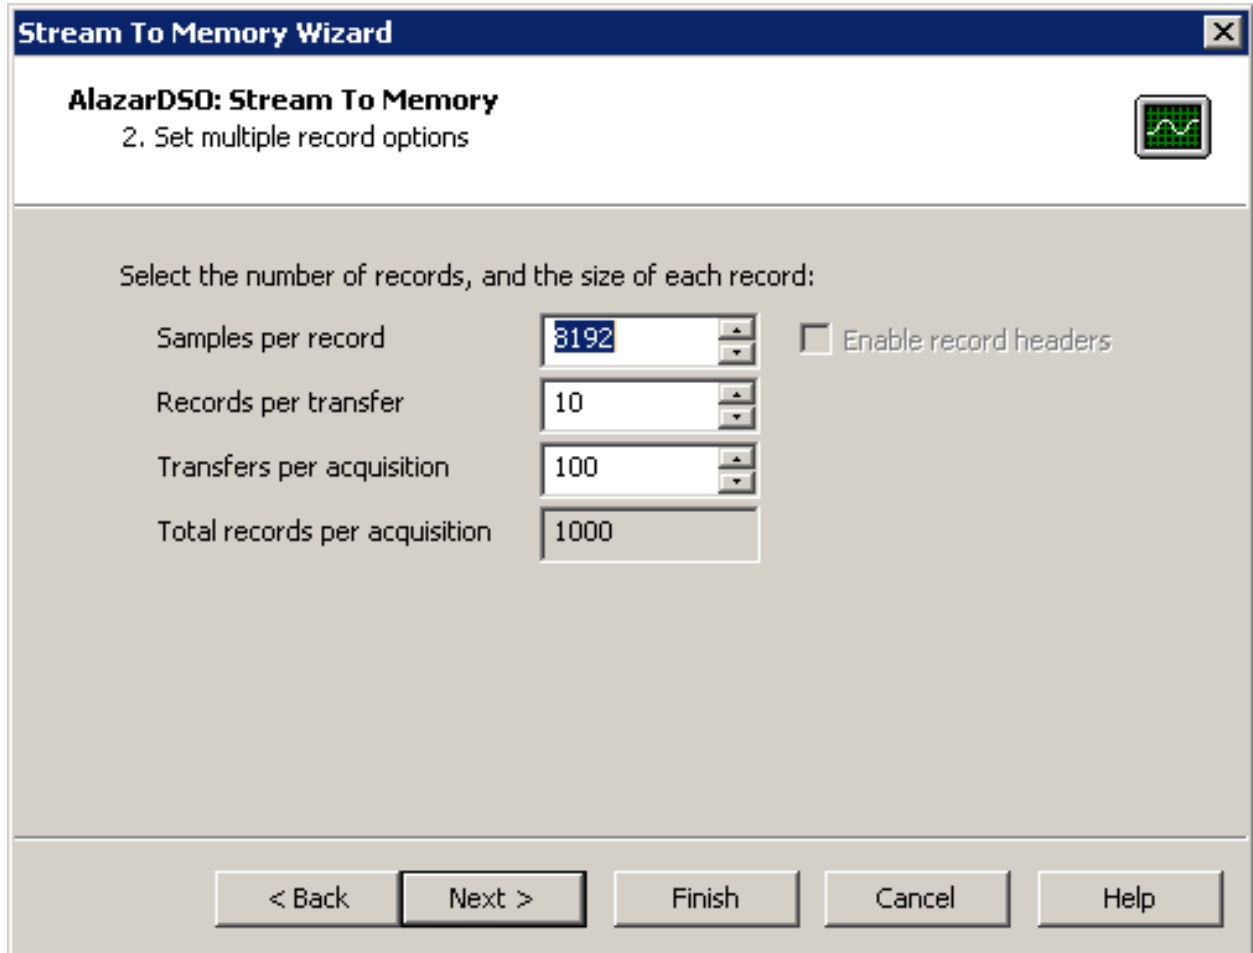 Stream To Memory Wizard
AlazarDSO: Stream To Memory
2. Set multiple record options
Select the number of records, and the size of each record:
Samples per record 8192 Enable record headers
Records per transfer 10
Transfers per acquisition 100
Total records per acquisition 1000
< Back Next > Finish Cancel Help